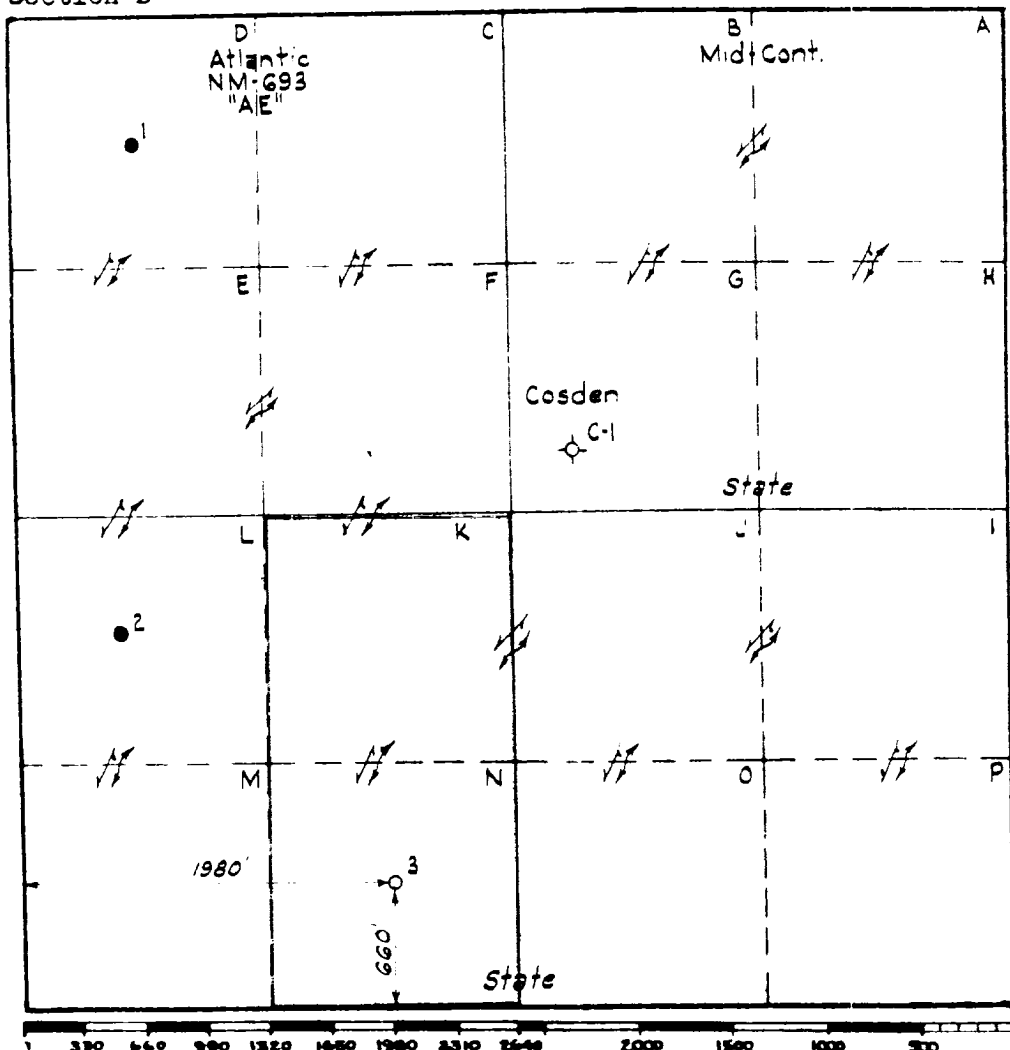 D C B A
Atlantic Mid Cont.
NM-693
"AE"
1
E F G H
Cosden
C-1
State
L K J I
2
M N O P
1980'
3
660'
State
330 660 990 1320 1650 1980 2310 2640 2000 1500 1000 500